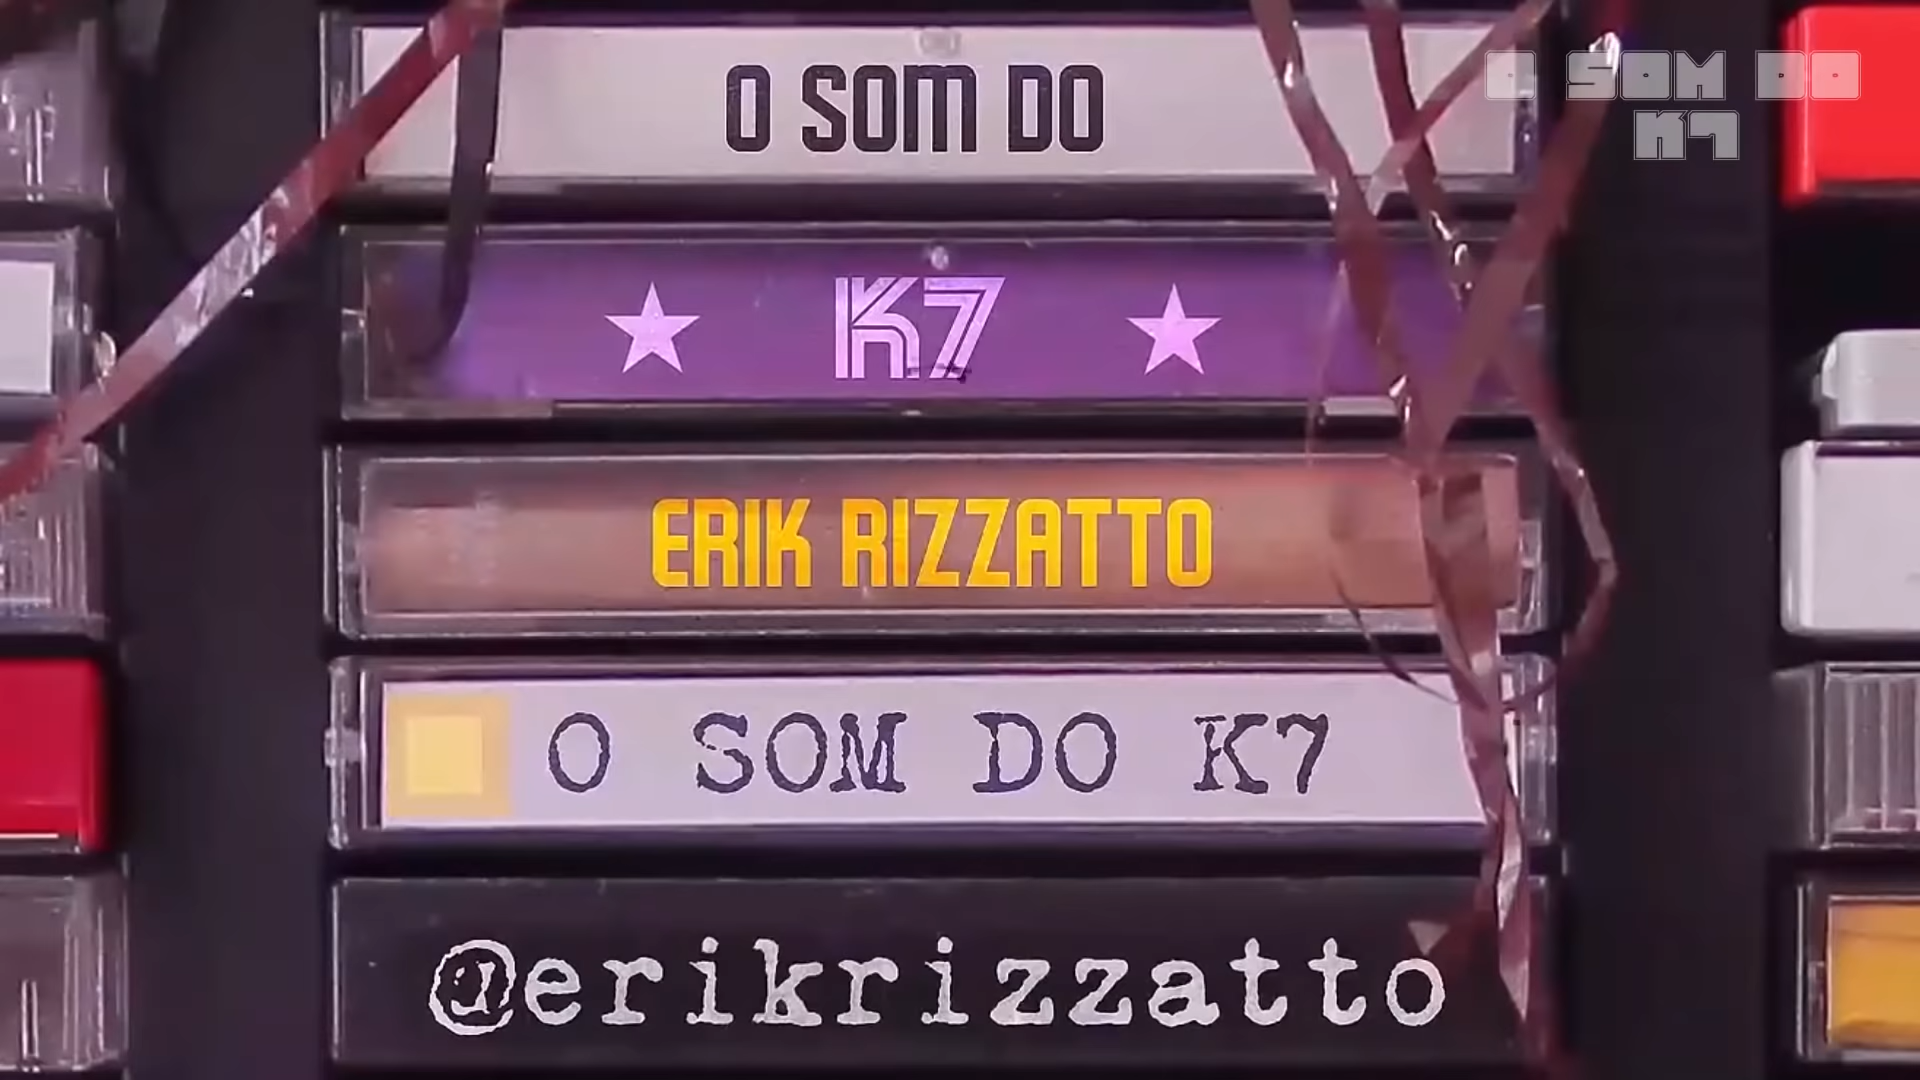 O SOM DO
K7
O SOM DO
★ K7 ★
ERIK RIZZATTO
O SOM DO K7
@erikrizzatto